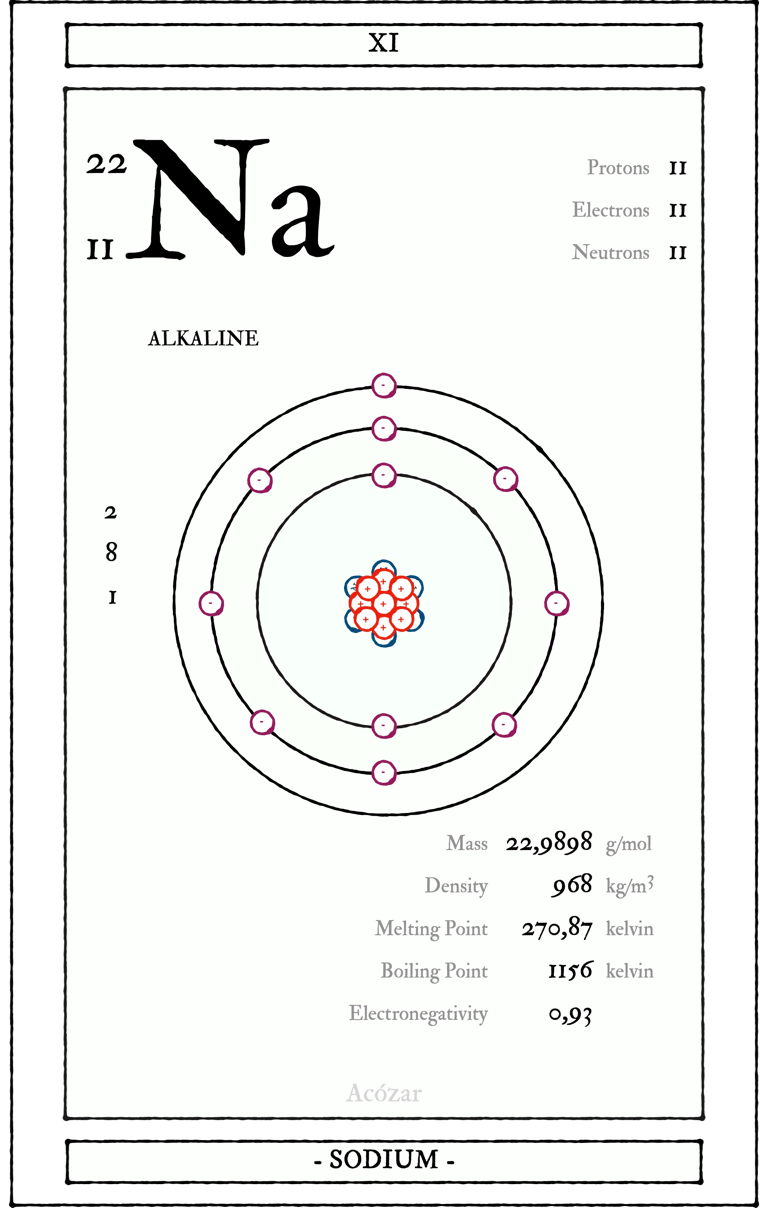 XI
22
11
Na
Protons 11
Electrons 11
Neutrons 11
ALKALINE
2
8
1
Mass 22,9898 g/mol
Density 968 kg/m³
Melting Point 270,87 kelvin
Boiling Point 1156 kelvin
Electronegativity 0,93
Acózar
- SODIUM -